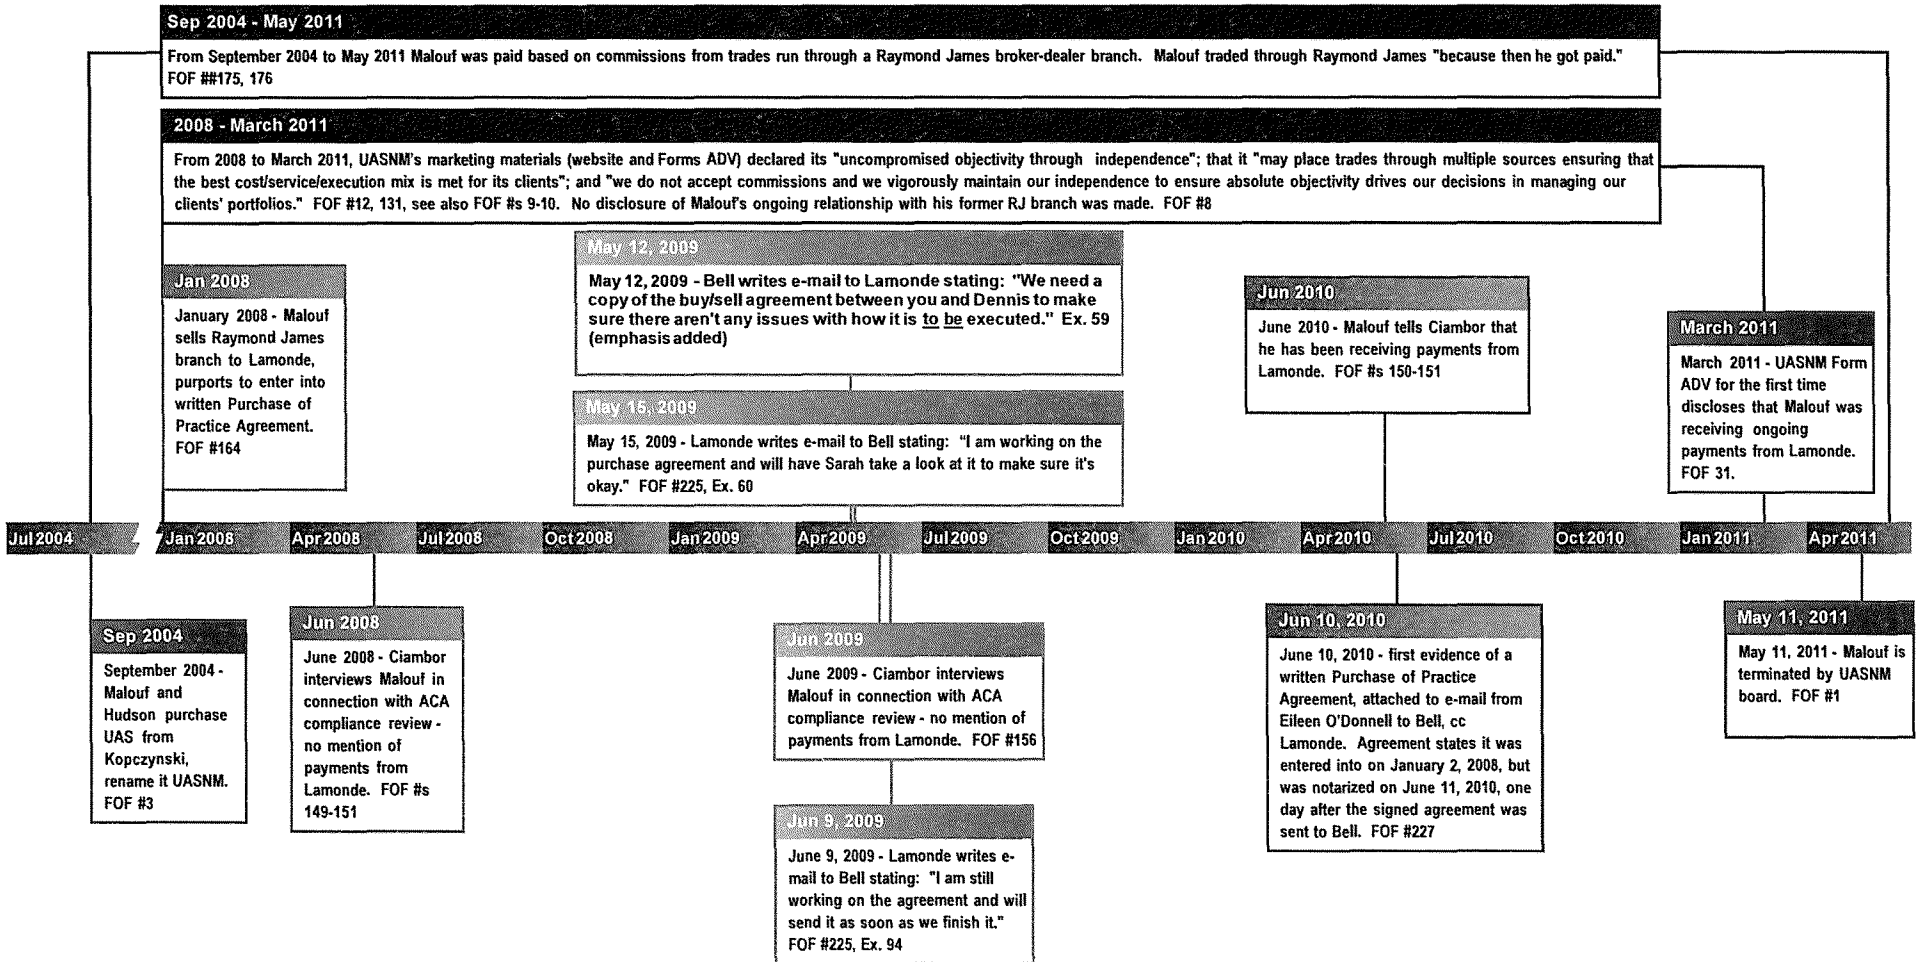 Sep 2004 - May 2011
From September 2004 to May 2011 Malouf was paid based on commissions from trades run through a Raymond James broker-dealer branch. Malouf traded through Raymond James "because then he got paid."
FOF ##175, 176
2008 - March 2011
From 2008 to March 2011, UASNM's marketing materials (website and Forms ADV) declared its "uncompromised objectivity through independence"; that it "may place trades through multiple sources ensuring that
the best cost/service/execution mix is met for its clients"; and "we do not accept commissions and we vigorously maintain our independence to ensure absolute objectivity drives our decisions in managing our
clients' portfolios." FOF #12, 131, see also FOF #s 9-10. No disclosure of Malouf's ongoing relationship with his former RJ branch was made. FOF #8
Jan 2008
January 2008 - Malouf
sells Raymond James
branch to Lamonde,
purports to enter into
written Purchase of
Practice Agreement.
FOF #164
May 12, 2009
May 12, 2009 - Bell writes e-mail to Lamonde stating: "We need a
copy of the buy/sell agreement between you and Dennis to make
sure there aren't any issues with how it is to be executed." Ex. 59
(emphasis added)
May 15, 2009
May 15, 2009 - Lamonde writes e-mail to Bell stating: "I am working on the
purchase agreement and will have Sarah take a look at it to make sure it's
okay." FOF #225, Ex. 60
Jun 2010
June 2010 - Malouf tells Ciambor that
he has been receiving payments from
Lamonde. FOF #s 150-151
March 2011
March 2011 - UASNM Form
ADV for the first time
discloses that Malouf was
receiving ongoing
payments from Lamonde.
FOF 31.
Jul 2004 Jan 2008 Apr 2008 Jul 2008 Oct 2008 Jan 2009 Apr 2009 Jul 2009 Oct 2009 Jan 2010 Apr 2010 Jul 2010 Oct 2010 Jan 2011 Apr 2011
Sep 2004
September 2004 -
Malouf and
Hudson purchase
UAS from
Kopczynski,
rename it UASNM.
FOF #3
Jun 2008
June 2008 - Ciambor
interviews Malouf in
connection with ACA
compliance review -
no mention of
payments from
Lamonde. FOF #s
149-151
Jun 2009
June 2009 - Ciambor interviews
Malouf in connection with ACA
compliance review - no mention of
payments from Lamonde. FOF #156
Jun 9, 2009
June 9, 2009 - Lamonde writes e-
mail to Bell stating: "I am still
working on the agreement and will
send it as soon as we finish it."
FOF #225, Ex. 94
Jun 10, 2010
June 10, 2010 - first evidence of a
written Purchase of Practice
Agreement, attached to e-mail from
Eileen O'Donnell to Bell, cc
Lamonde. Agreement states it was
entered into on January 2, 2008, but
was notarized on June 11, 2010, one
day after the signed agreement was
sent to Bell. FOF #227
May 11, 2011
May 11, 2011 - Malouf is
terminated by UASNM
board. FOF #1